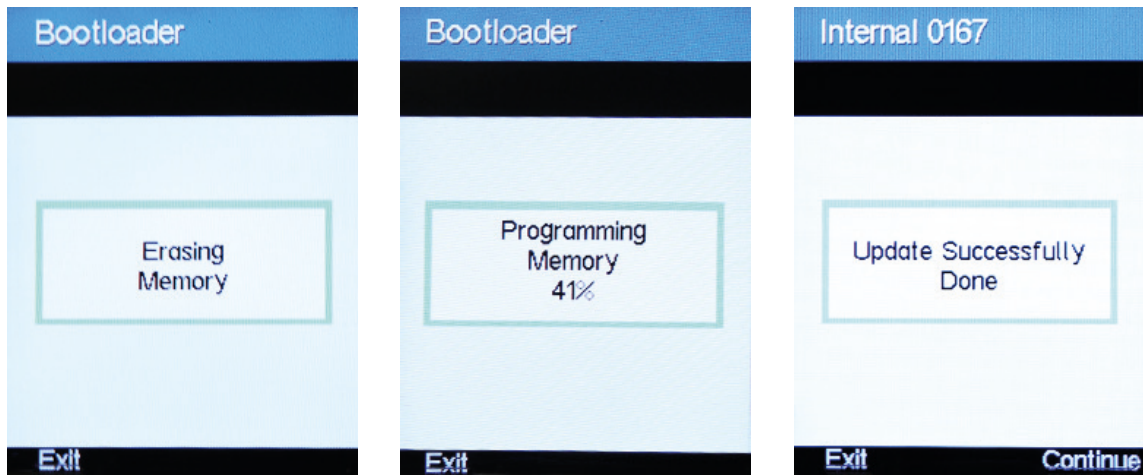 Bootloader
Erasing
Memory
Exit
Bootloader
Programming
Memory
41%
Exit
Internal 0167
Update Successfully
Done
Exit Continue